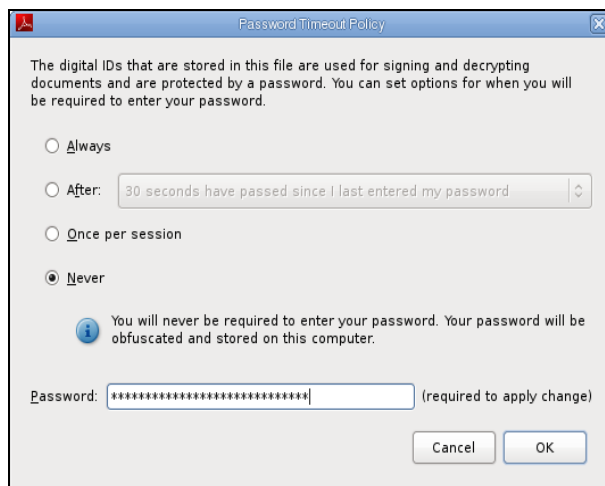 Password Timeout Policy
The digital IDs that are stored in this file are used for signing and decrypting
documents and are protected by a password. You can set options for when you will
be required to enter your password.
Always
After: 30 seconds have passed since I last entered my password
Once per session
Never
You will never be required to enter your password. Your password will be
obfuscated and stored on this computer.
Password: ***************************** (required to apply change)
Cancel OK